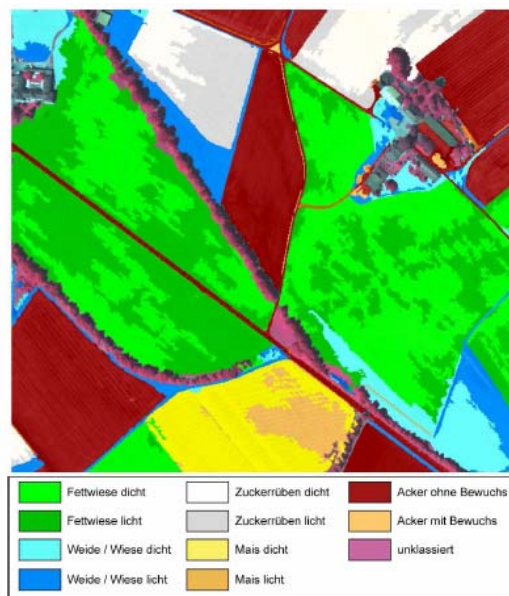 Fettwiese dicht
Fettwiese licht
Weide / Wiese dicht
Weide / Wiese licht
Zuckerrüben dicht
Zuckerrüben licht
Mais dicht
Mais licht
Acker ohne Bewuchs
Acker mit Bewuchs
unklassiert